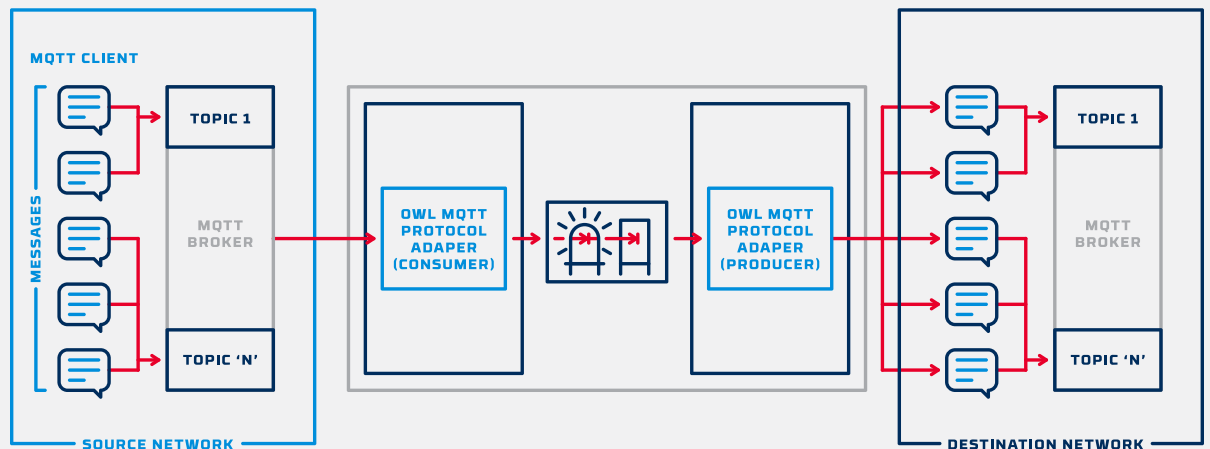 MQTT CLIENT
MESSAGES
TOPIC 1
MQTT
BROKER
TOPIC ‘N’
SOURCE NETWORK
OWL MQTT
PROTOCOL
ADAPER
(CONSUMER)
OWL MQTT
PROTOCOL
ADAPER
(PRODUCER)
TOPIC 1
MQTT
BROKER
TOPIC ‘N’
DESTINATION NETWORK